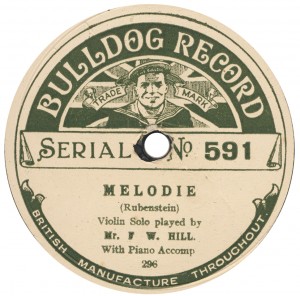 BULLDOG RECORD
TRADE MARK
SERIAL No 591
MELODIE
(Rubenstein)
Violin Solo played by
Mr. F W. HILL.
With Piano Accomp
296
BRITISH MANUFACTURE THROUGHOUT.